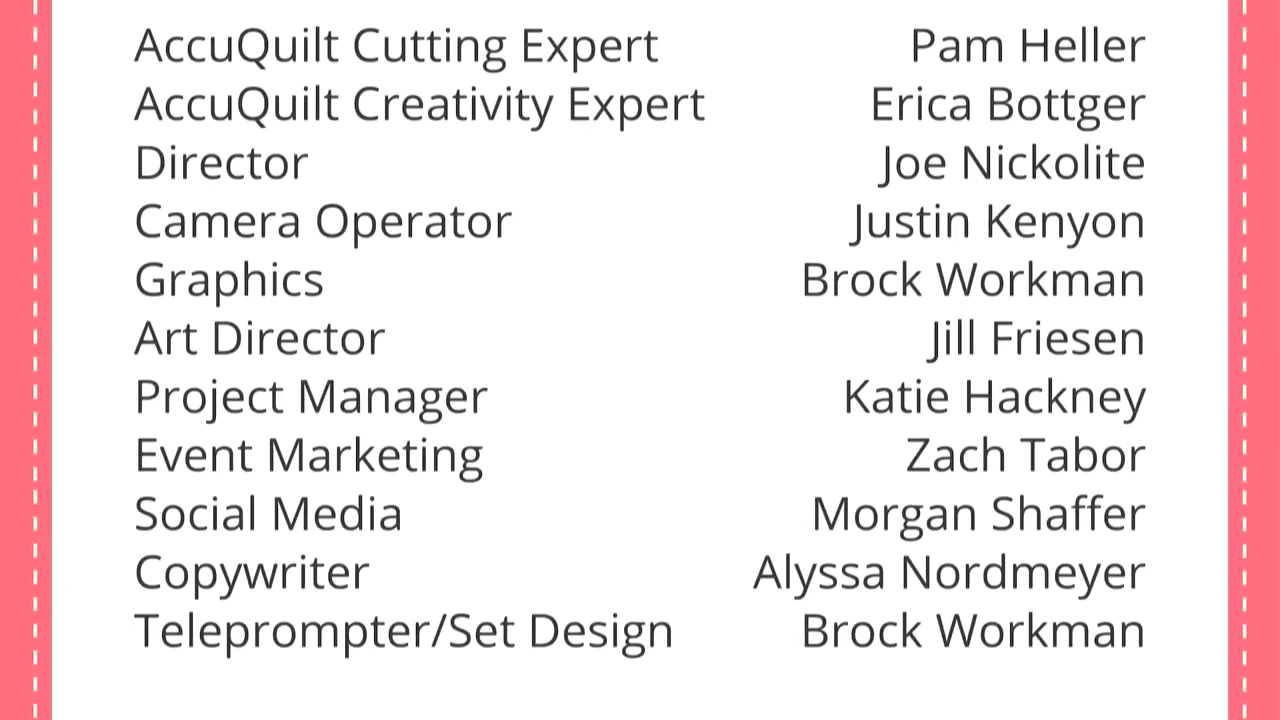 AccuQuilt Cutting Expert Pam Heller
AccuQuilt Creativity Expert Erica Bottger
Director Joe Nickolite
Camera Operator Justin Kenyon
Graphics Brock Workman
Art Director Jill Friesen
Project Manager Katie Hackney
Event Marketing Zach Tabor
Social Media Morgan Shaffer
Copywriter Alyssa Nordmeyer
Teleprompter/Set Design Brock Workman